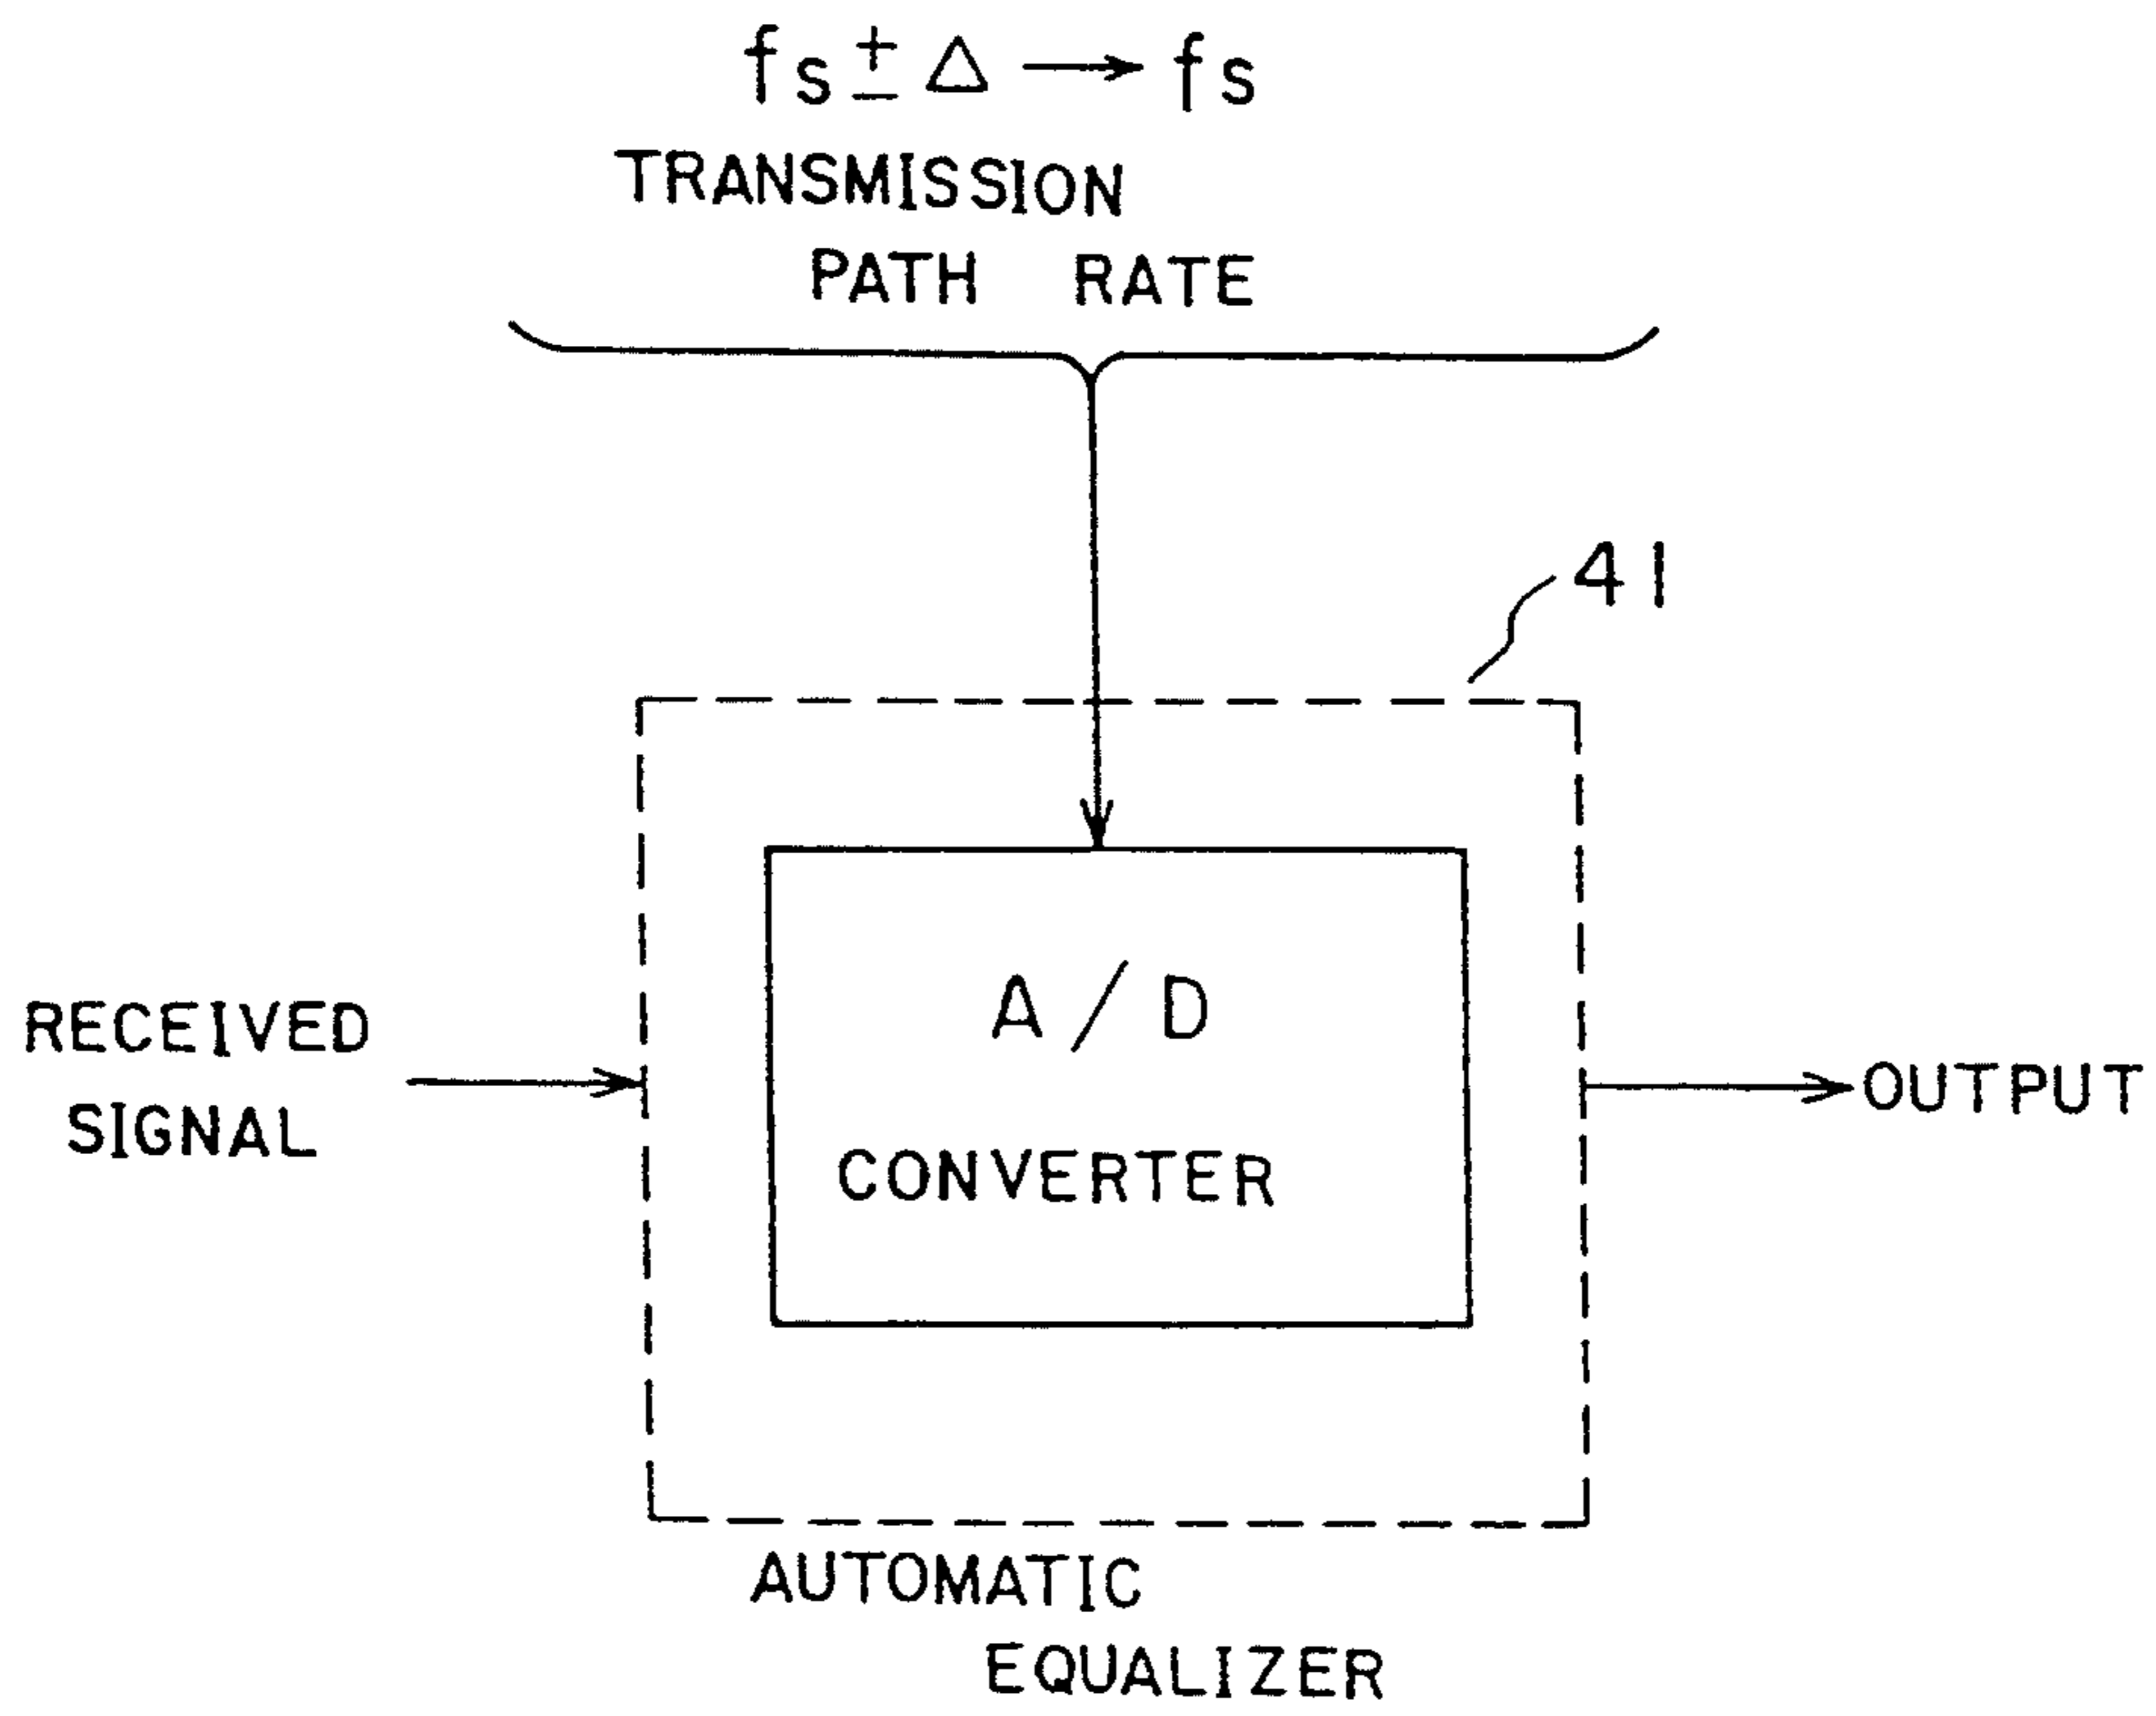 fs ± △ → fs
TRANSMISSION
PATH RATE
41
A/D
CONVERTER
RECEIVED
SIGNAL
OUTPUT
AUTOMATIC
EQUALIZER